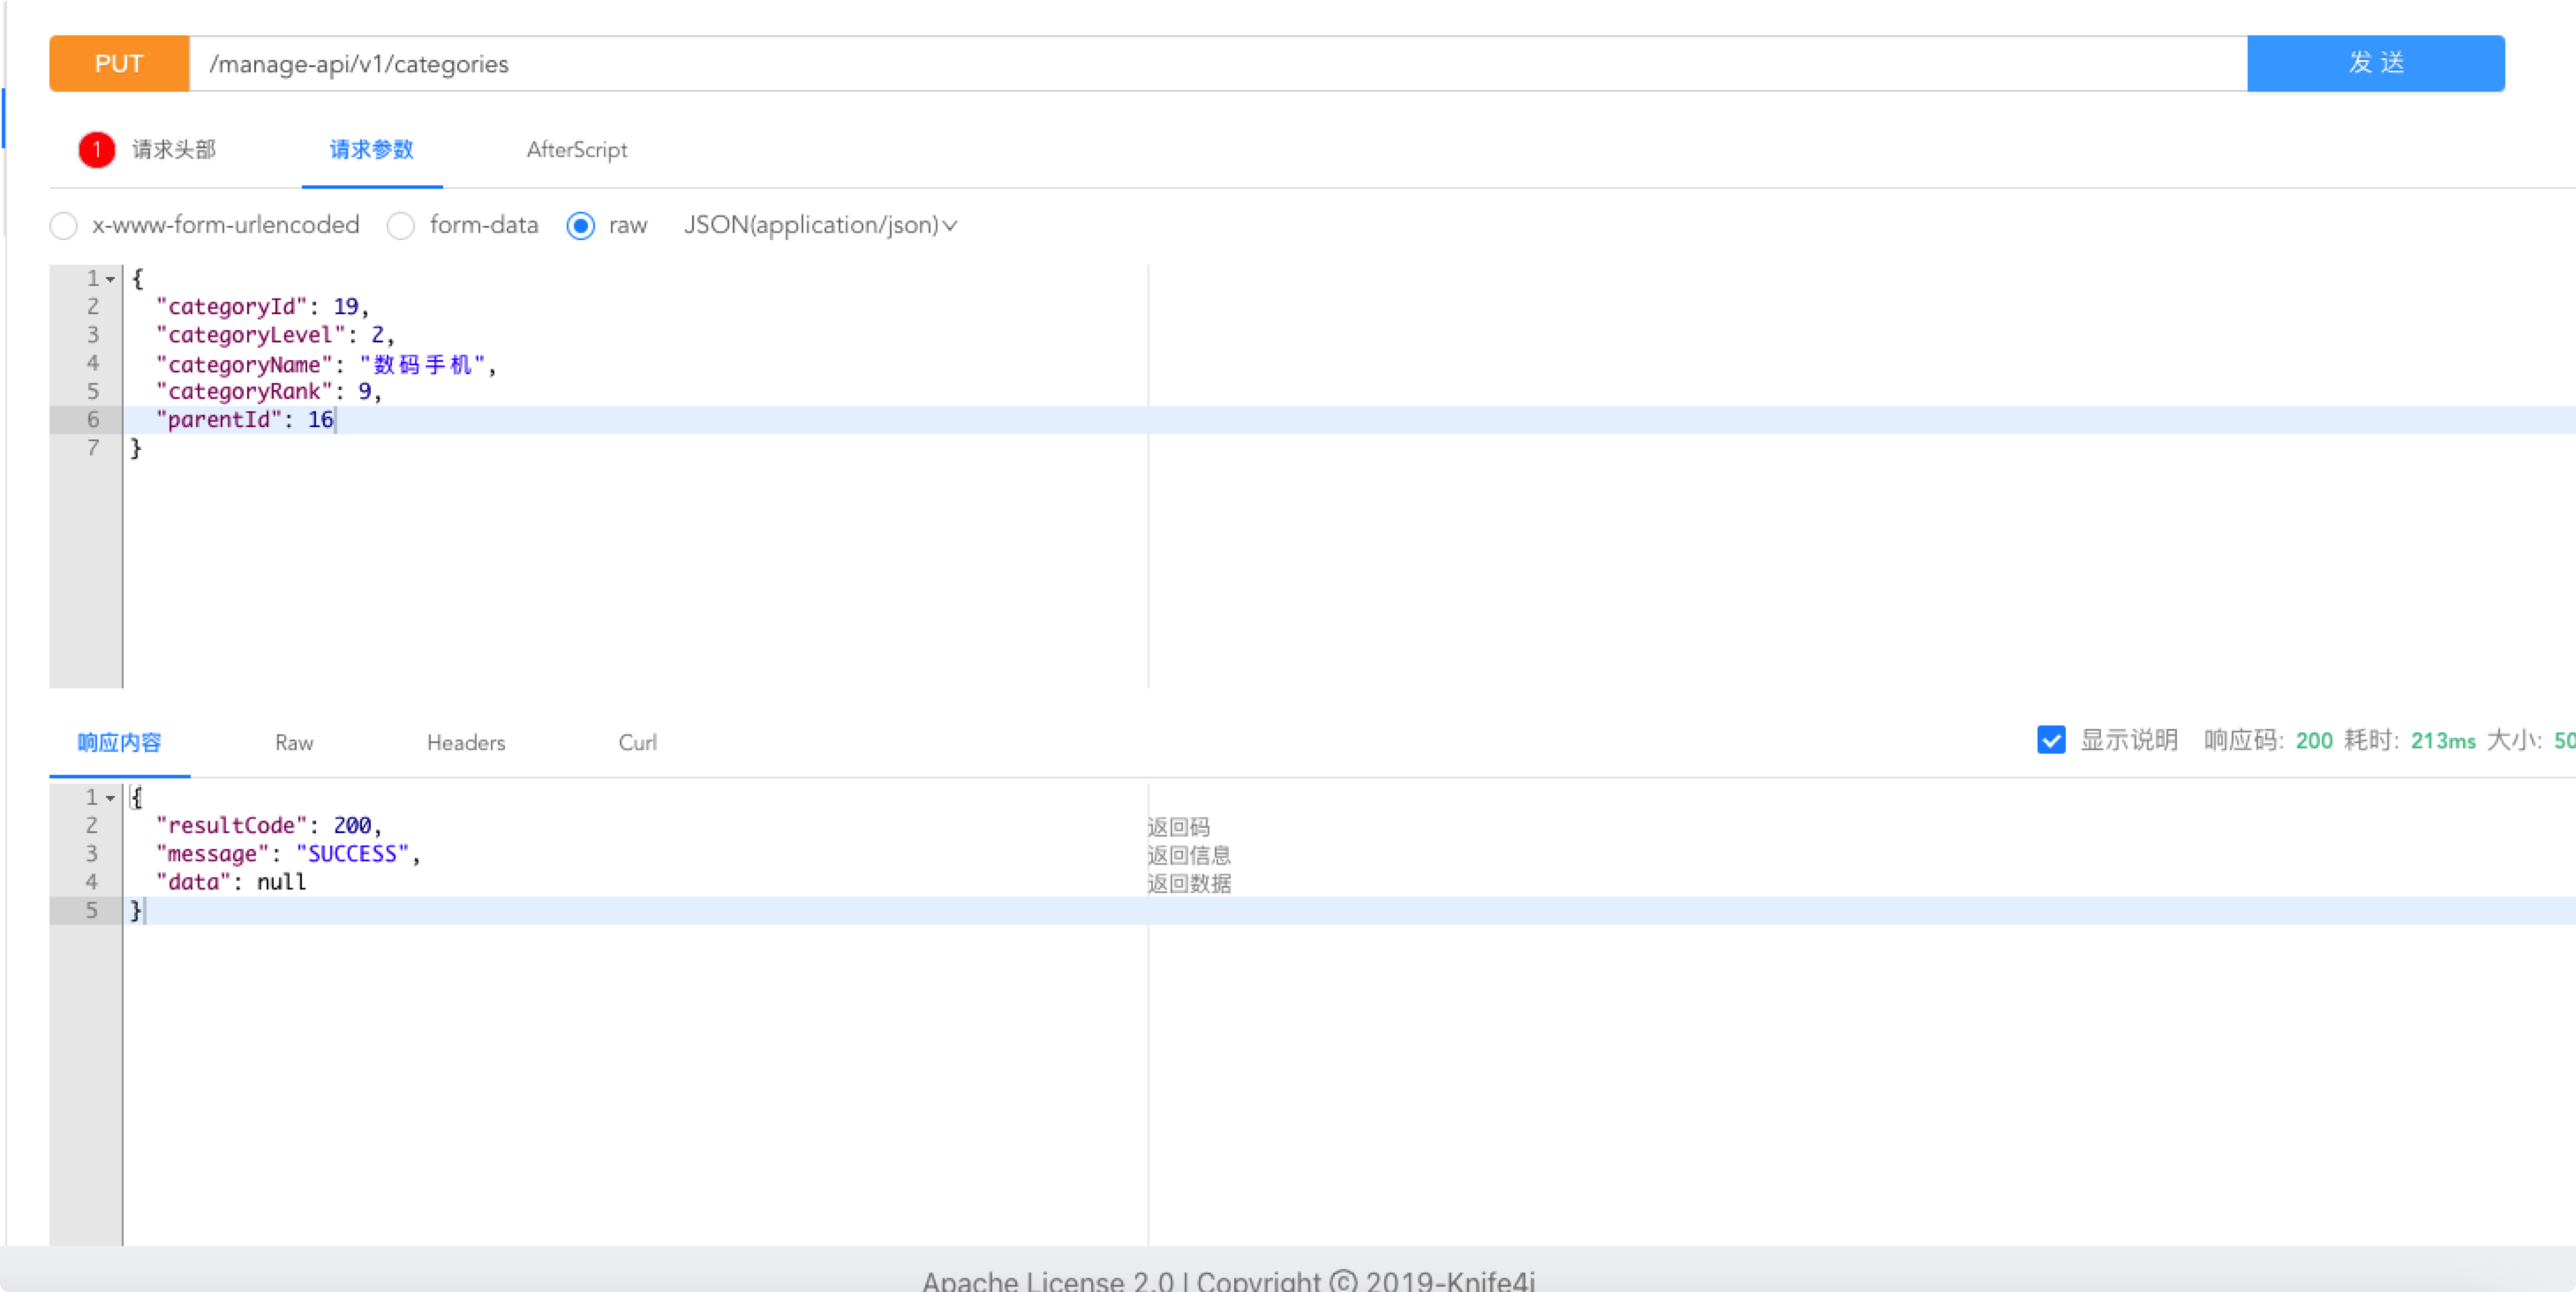 PUT /manage-api/v1/categories 发 送
1 请求头部 请求参数 AfterScript
x-www-form-urlencoded form-data raw JSON(application/json)
1 {
2 "categoryId": 19,
3 "categoryLevel": 2,
4 "categoryName": "数码手机",
5 "categoryRank": 9,
6 "parentId": 16
7 }
响应内容 Raw Headers Curl 显示说明 响应码: 200 耗时: 213ms 大小: 50
1 {
2 "resultCode": 200, 返回码
3 "message": "SUCCESS", 返回信息
4 "data": null 返回数据
5 }
Apache License 2.0 | Copyright © 2019-Knife4j